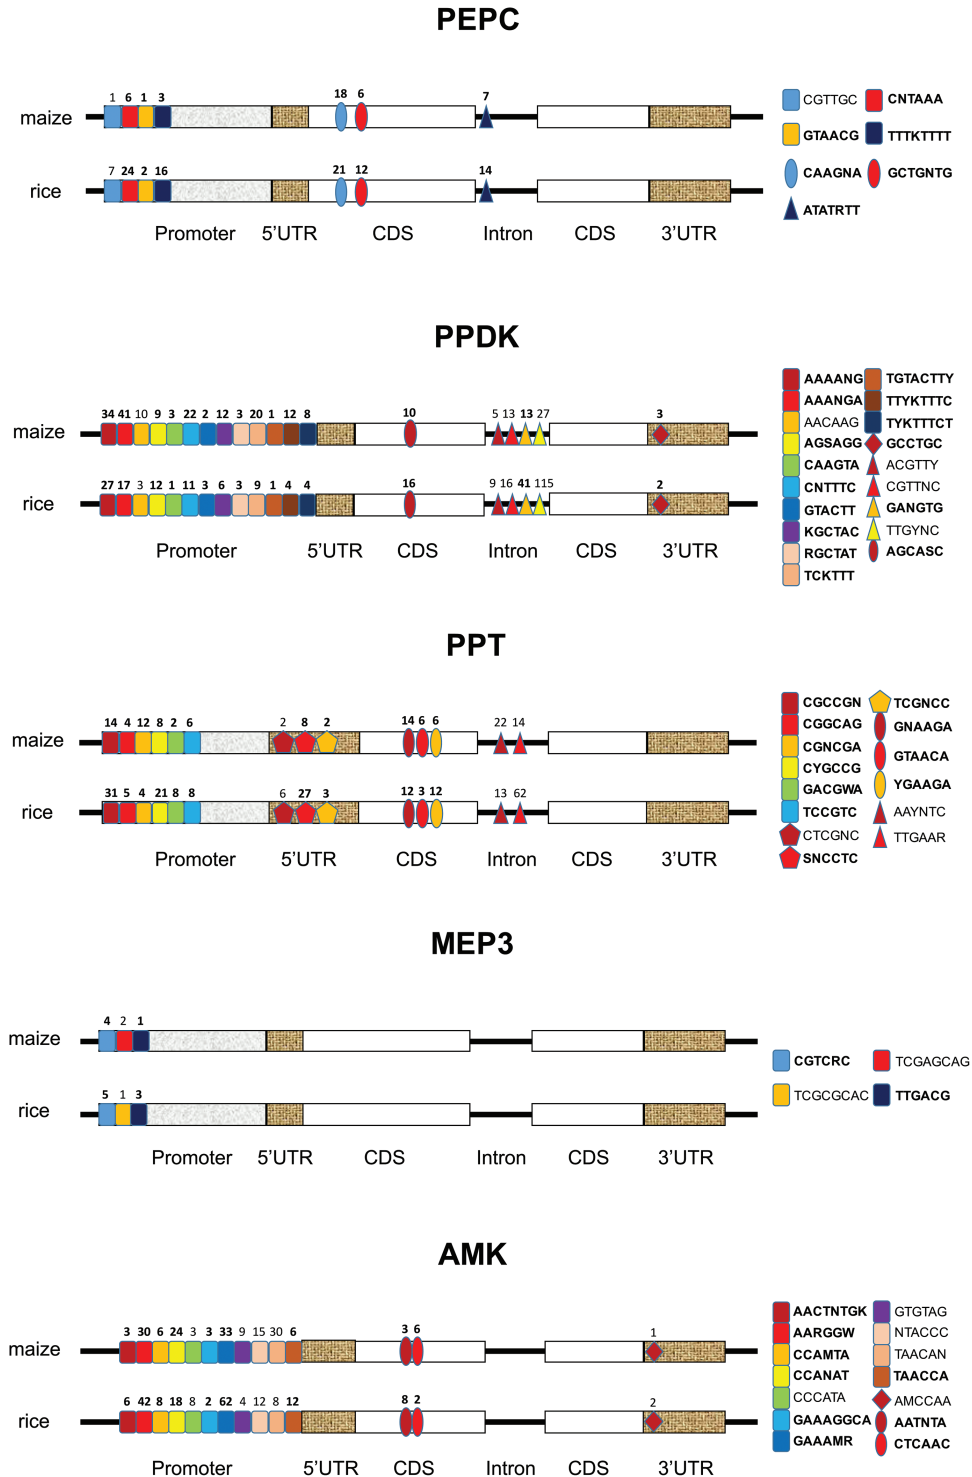 PEPC
1 6 1 3 18 6 7
maize
7 24 2 16 21 12 14
rice
Promoter 5'UTR CDS Intron CDS 3'UTR
CGTTGC CNTAAA
GTAACG TTTKTTTT
CAAGNA GCTGNTG
ATATRTT
PPDK
34 41 10 9 3 22 2 12 3 20 1 12 8 10 5 13 13 27 3
maize
27 17 3 12 1 11 3 6 3 9 1 4 4 16 9 16 41 115 2
rice
Promoter 5'UTR CDS Intron CDS 3'UTR
AAAANG TGTACTTY
AAANGA TTYKTTTC
AACAAG TYKTTTCT
AGSAGG GCCTGC
CAAGTA ACGTTY
CNTTTC CGTTNC
GTACTT GANGTG
KGCTAC TTGYNC
RGCTAT AGCASC
TCKTTT
PPT
14 4 12 8 2 6 2 8 2 14 6 6 22 14
maize
31 5 4 21 8 8 6 27 3 12 3 12 13 62
rice
Promoter 5'UTR CDS Intron CDS 3'UTR
CGCCGN TCGNCC
CGGCAG GNAAGA
CGNCGA GTAACA
CYGCCG YGAAGA
GACGWA AAYNTC
TCCGTC TTGAAR
CTCGNC
SNCCTC
MEP3
4 2 1
maize
5 1 3
rice
Promoter 5'UTR CDS Intron CDS 3'UTR
CGTCRC TCGAGCAG
TCGCGCAC TTGACG
AMK
3 30 6 24 3 3 33 9 15 30 6 3 6 1
maize
6 42 8 18 8 2 62 4 12 8 12 8 2 2
rice
Promoter 5'UTR CDS Intron CDS 3'UTR
AACTNTGK GTGTAG
AARGGW NTACCC
CCAMTA TAACAN
CCANAT TAACCA
CCCATA AMCCAA
GAAAGGCA AATNTA
GAAAMR CTCAAC